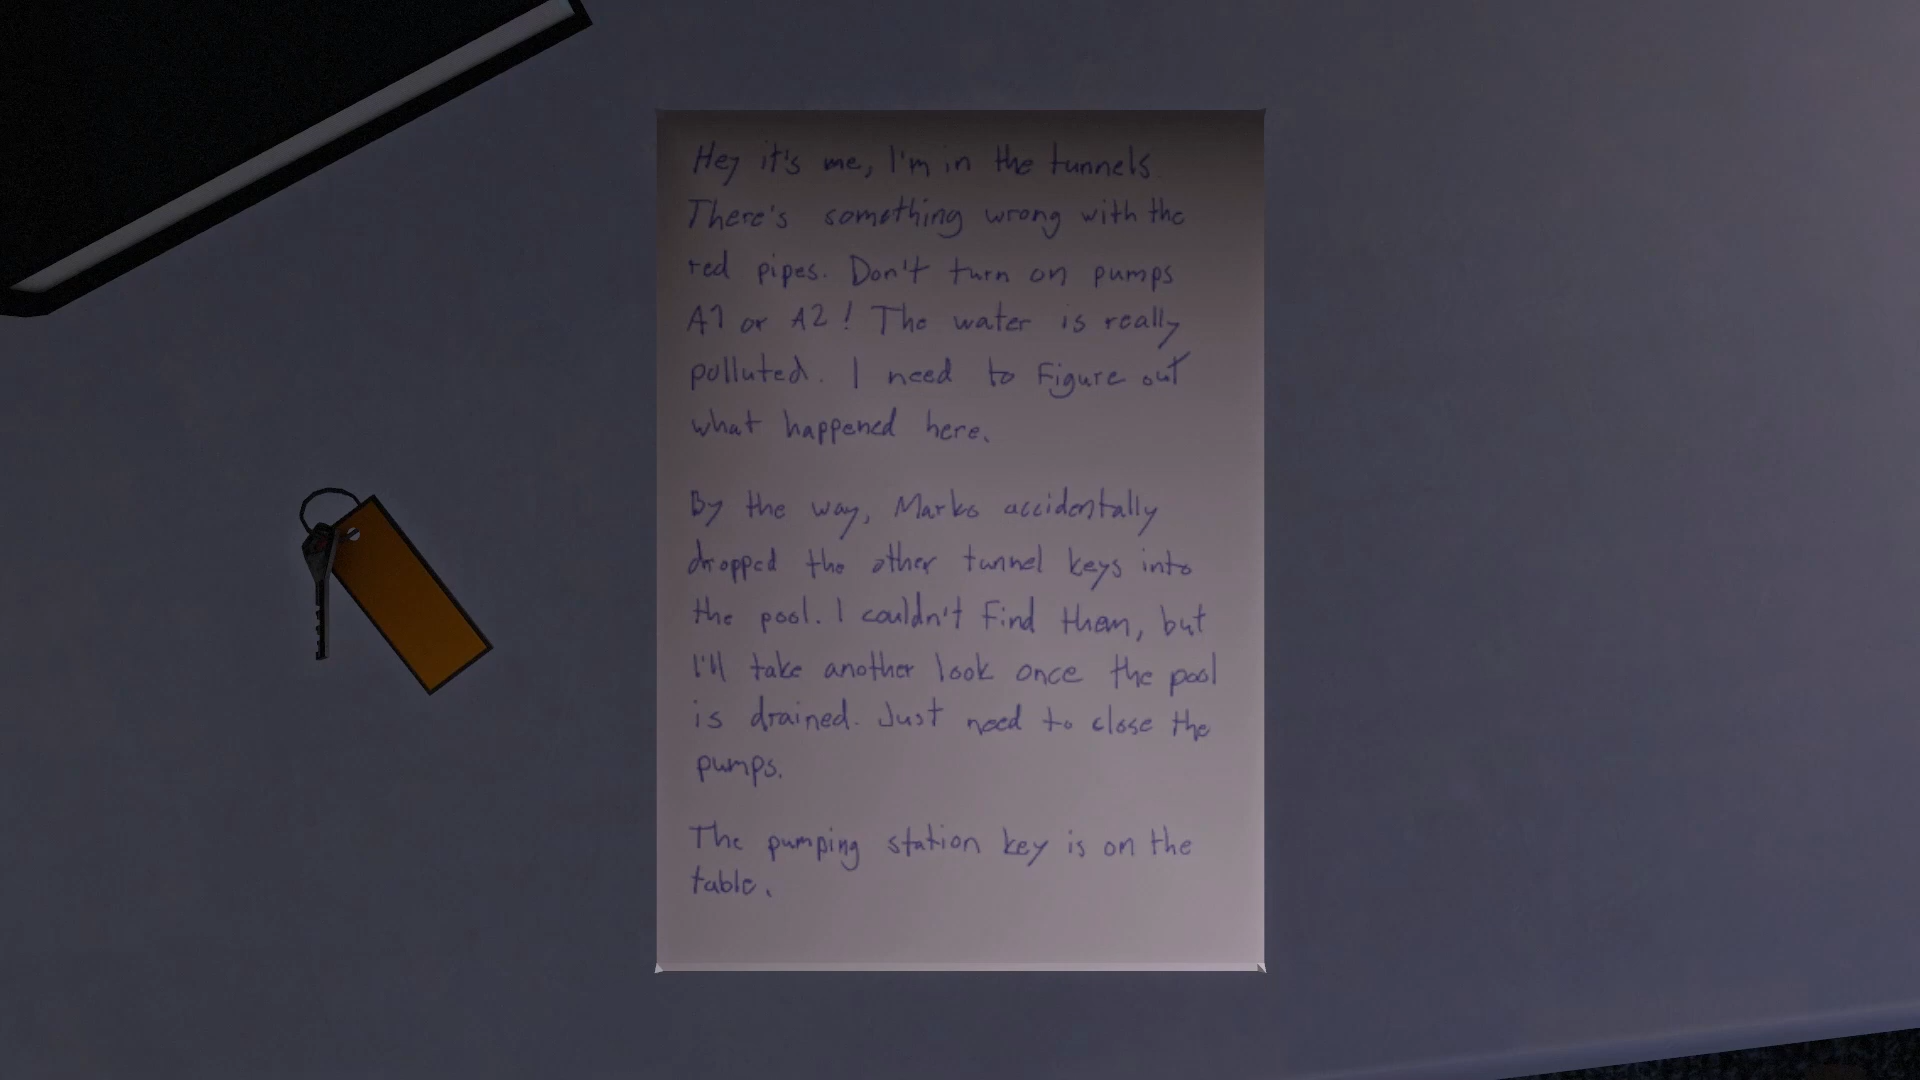 Hey it's me, I'm in the tunnels.
There's something wrong with the
red pipes. Don't turn on pumps
A1 or A2! The water is really
polluted. I need to figure out
what happened here.
By the way, Marko accidentally
dropped the other tunnel keys into
the pool. I couldn't find them, but
I'll take another look once the pool
is drained. Just need to close the
pumps.
The pumping station key is on the
table.